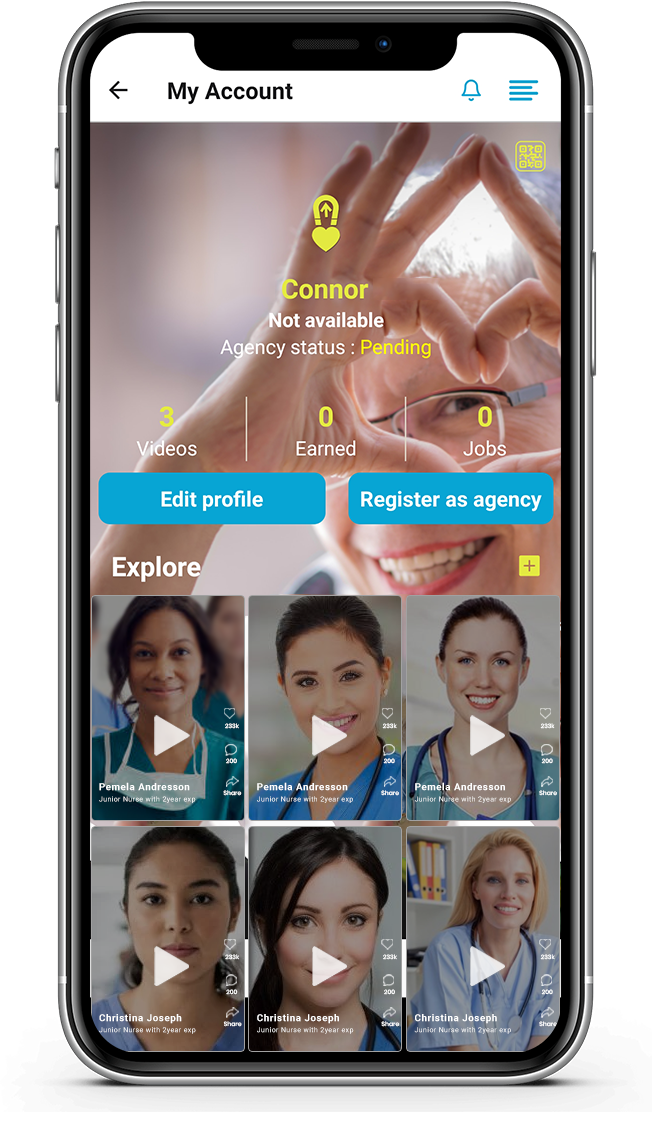 My Account
Connor
Not available
Agency status : Pending
3 0 0
Videos Earned Jobs
Edit profile Register as agency
Explore
233k 233k 233k
200 200 200
Pemela Andresson Pemela Andresson Pemela Andresson
Share Share Share
Junior Nurse with 2year exp Junior Nurse with 2year exp Junior Nurse with 2year exp
233k 233k 233k
200 200 200
Christina Joseph Christina Joseph Christina Joseph
Share Share Share
Junior Nurse with 2year exp Junior Nurse with 2year exp Junior Nurse with 2year exp